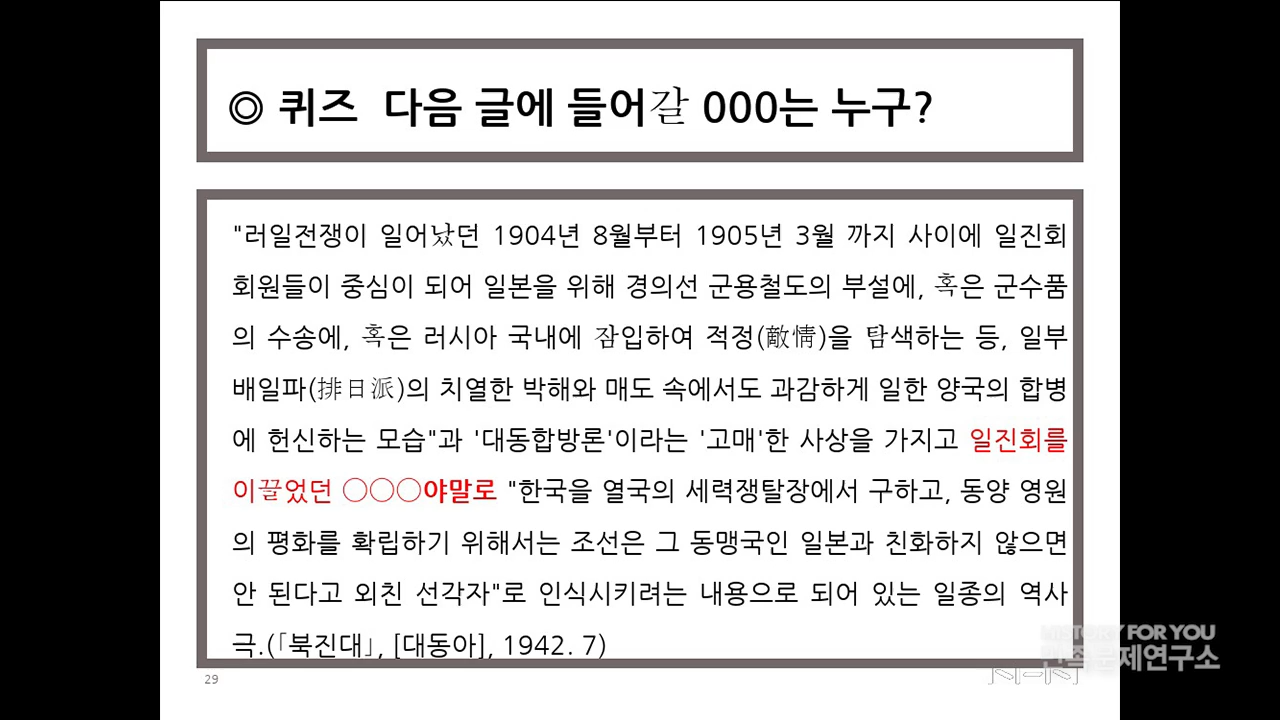 ◎ 퀴즈 다음 글에 들어갈 000는 누구?
"러일전쟁이 일어났던 1904년 8월부터 1905년 3월 까지 사이에 일진회
회원들이 중심이 되어 일본을 위해 경의선 군용철도의 부설에, 혹은 군수품
의 수송에, 혹은 러시아 국내에 잠입하여 적정(敵情)을 탐색하는 등, 일부
배일파(排日派)의 치열한 박해와 매도 속에서도 과감하게 일한 양국의 합병
에 헌신하는 모습"과 '대동합방론'이라는 '고매'한 사상을 가지고 일진회를
이끌었던 ○○○야말로 "한국을 열국의 세력쟁탈장에서 구하고, 동양 영원
의 평화를 확립하기 위해서는 조선은 그 동맹국인 일본과 친화하지 않으면
안 된다고 외친 선각자"로 인식시키려는 내용으로 되어 있는 일종의 역사
극.(「북진대」, [대동아], 1942. 7)
HISTORY FOR YOU
민족문제연구소
29